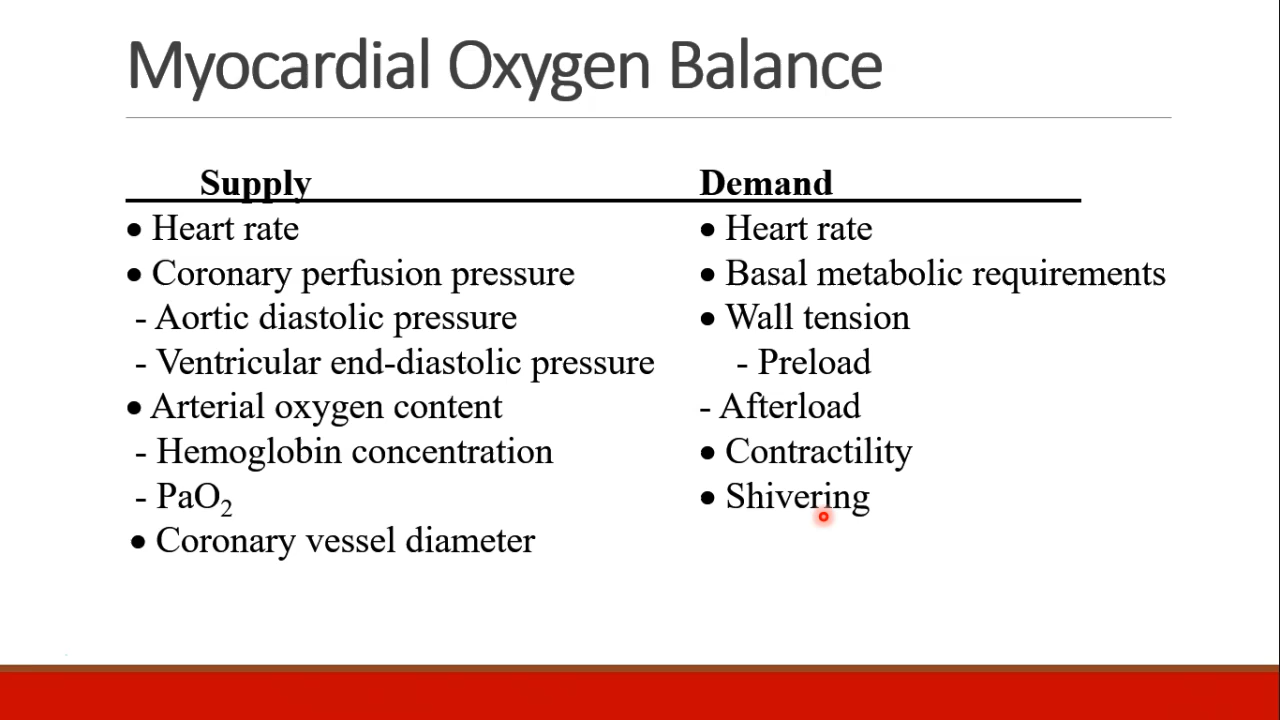 Myocardial Oxygen Balance
Supply
• Heart rate
• Coronary perfusion pressure
- Aortic diastolic pressure
- Ventricular end-diastolic pressure
• Arterial oxygen content
- Hemoglobin concentration
- PaO₂
• Coronary vessel diameter
Demand
• Heart rate
• Basal metabolic requirements
• Wall tension
- Preload
- Afterload
• Contractility
• Shivering